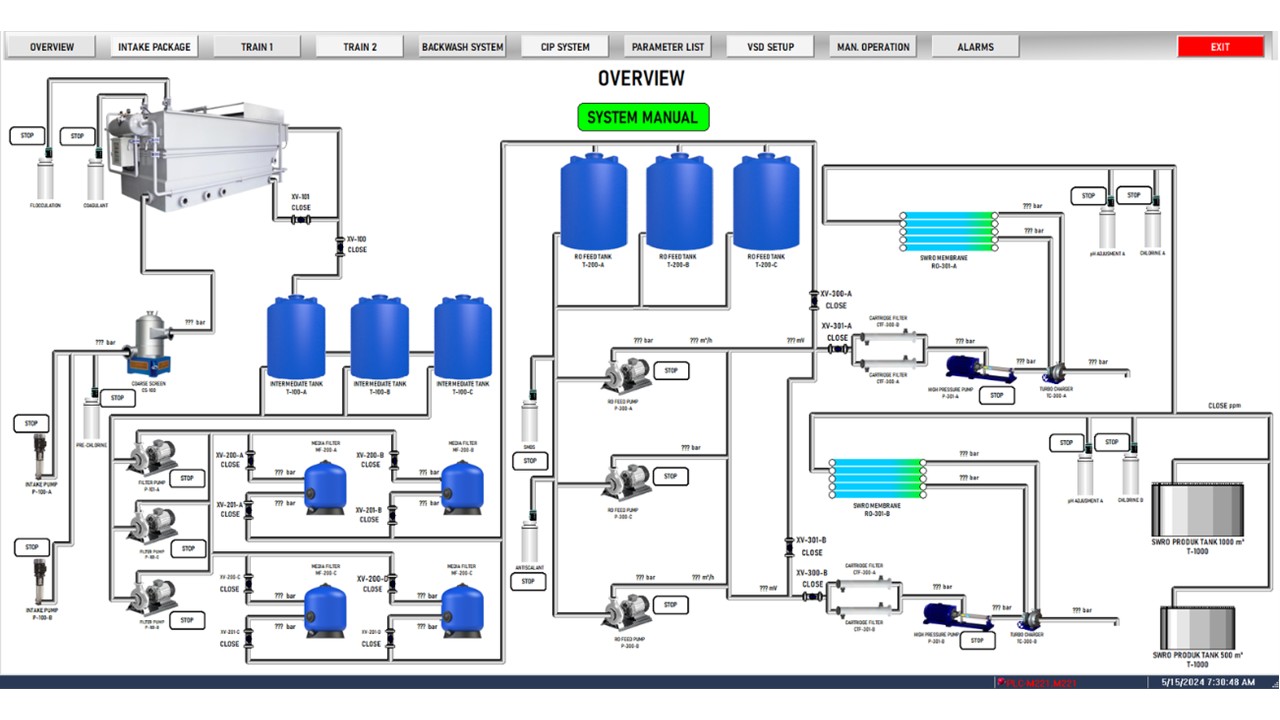 OVERVIEW
INTAKE PACKAGE
TRAIN 1
TRAIN 2
BACKWASH SYSTEM
CIP SYSTEM
PARAMETER LIST
VSD SETUP
MAN. OPERATION
ALARMS
EXIT
OVERVIEW
SYSTEM MANUAL
STOP
STOP
FLOCCULATION
COAGULANT
XV-101
CLOSE
XV-100
CLOSE
??? bar
??? bar
COARSE SCREEN
CS-100
STOP
PRE-CHLORINE
STOP
INTAKE PUMP
P-100-A
STOP
INTAKE PUMP
P-100-B
INTERMEDIATE TANK
T-100-A
INTERMEDIATE TANK
T-100-B
INTERMEDIATE TANK
T-100-C
FILTER PUMP
P-101-A
STOP
FILTER PUMP
STOP
FILTER PUMP
STOP
XV-200-A
CLOSE
MEDIA FILTER
MF-200-A
??? bar
XV-201-A
CLOSE
??? bar
XV-200-B
CLOSE
MEDIA FILTER
MF-200-B
??? bar
XV-201-B
CLOSE
??? bar
XV-200-C
CLOSE
MEDIA FILTER
MF-200-C
??? bar
XV-201-C
CLOSE
??? bar
XV-200-D
CLOSE
MEDIA FILTER
MF-200-C
??? bar
XV-201-D
CLOSE
??? bar
RO FEED TANK
T-200-A
RO FEED TANK
T-200-B
RO FEED TANK
T-200-C
SMBS
STOP
ANTISCALANT
STOP
??? bar
??? m³/h
??? mV
STOP
RO FEED PUMP
P-300-A
??? bar
STOP
RO FEED PUMP
P-300-C
??? bar
??? m³/h
??? mV
STOP
RO FEED PUMP
P-300-B
XV-300-A
CLOSE
XV-301-A
CLOSE
CARTRIDGE FILTER
CTF-300-B
CARTRIDGE FILTER
CTF-300-A
??? bar
HIGH PRESSURE PUMP
P-301-A
STOP
??? bar
TURBO CHARGER
TC-300-A
??? bar
SWRO MEMBRANE
RO-301-A
??? bar
??? bar
STOP
STOP
pH ADJUSMENT A
CHLORINE A
CLOSE ppm
SWRO MEMBRANE
RO-301-B
??? bar
??? bar
STOP
STOP
pH ADJUSMENT A
CHLORINE B
XV-301-B
CLOSE
XV-300-B
CLOSE
CARTRIDGE FILTER
CTF-300-A
CARTRIDGE FILTER
CTF-301-B
??? bar
HIGH PRESSURE PUMP
P-301-B
STOP
??? bar
TURBO CHARGER
TC-300-B
??? bar
SWRO PRODUK TANK 1000 m³
T-1000
SWRO PRODUK TANK 500 m³
T-1000
PLC M221 M221
5/15/2024 7:30:48 AM